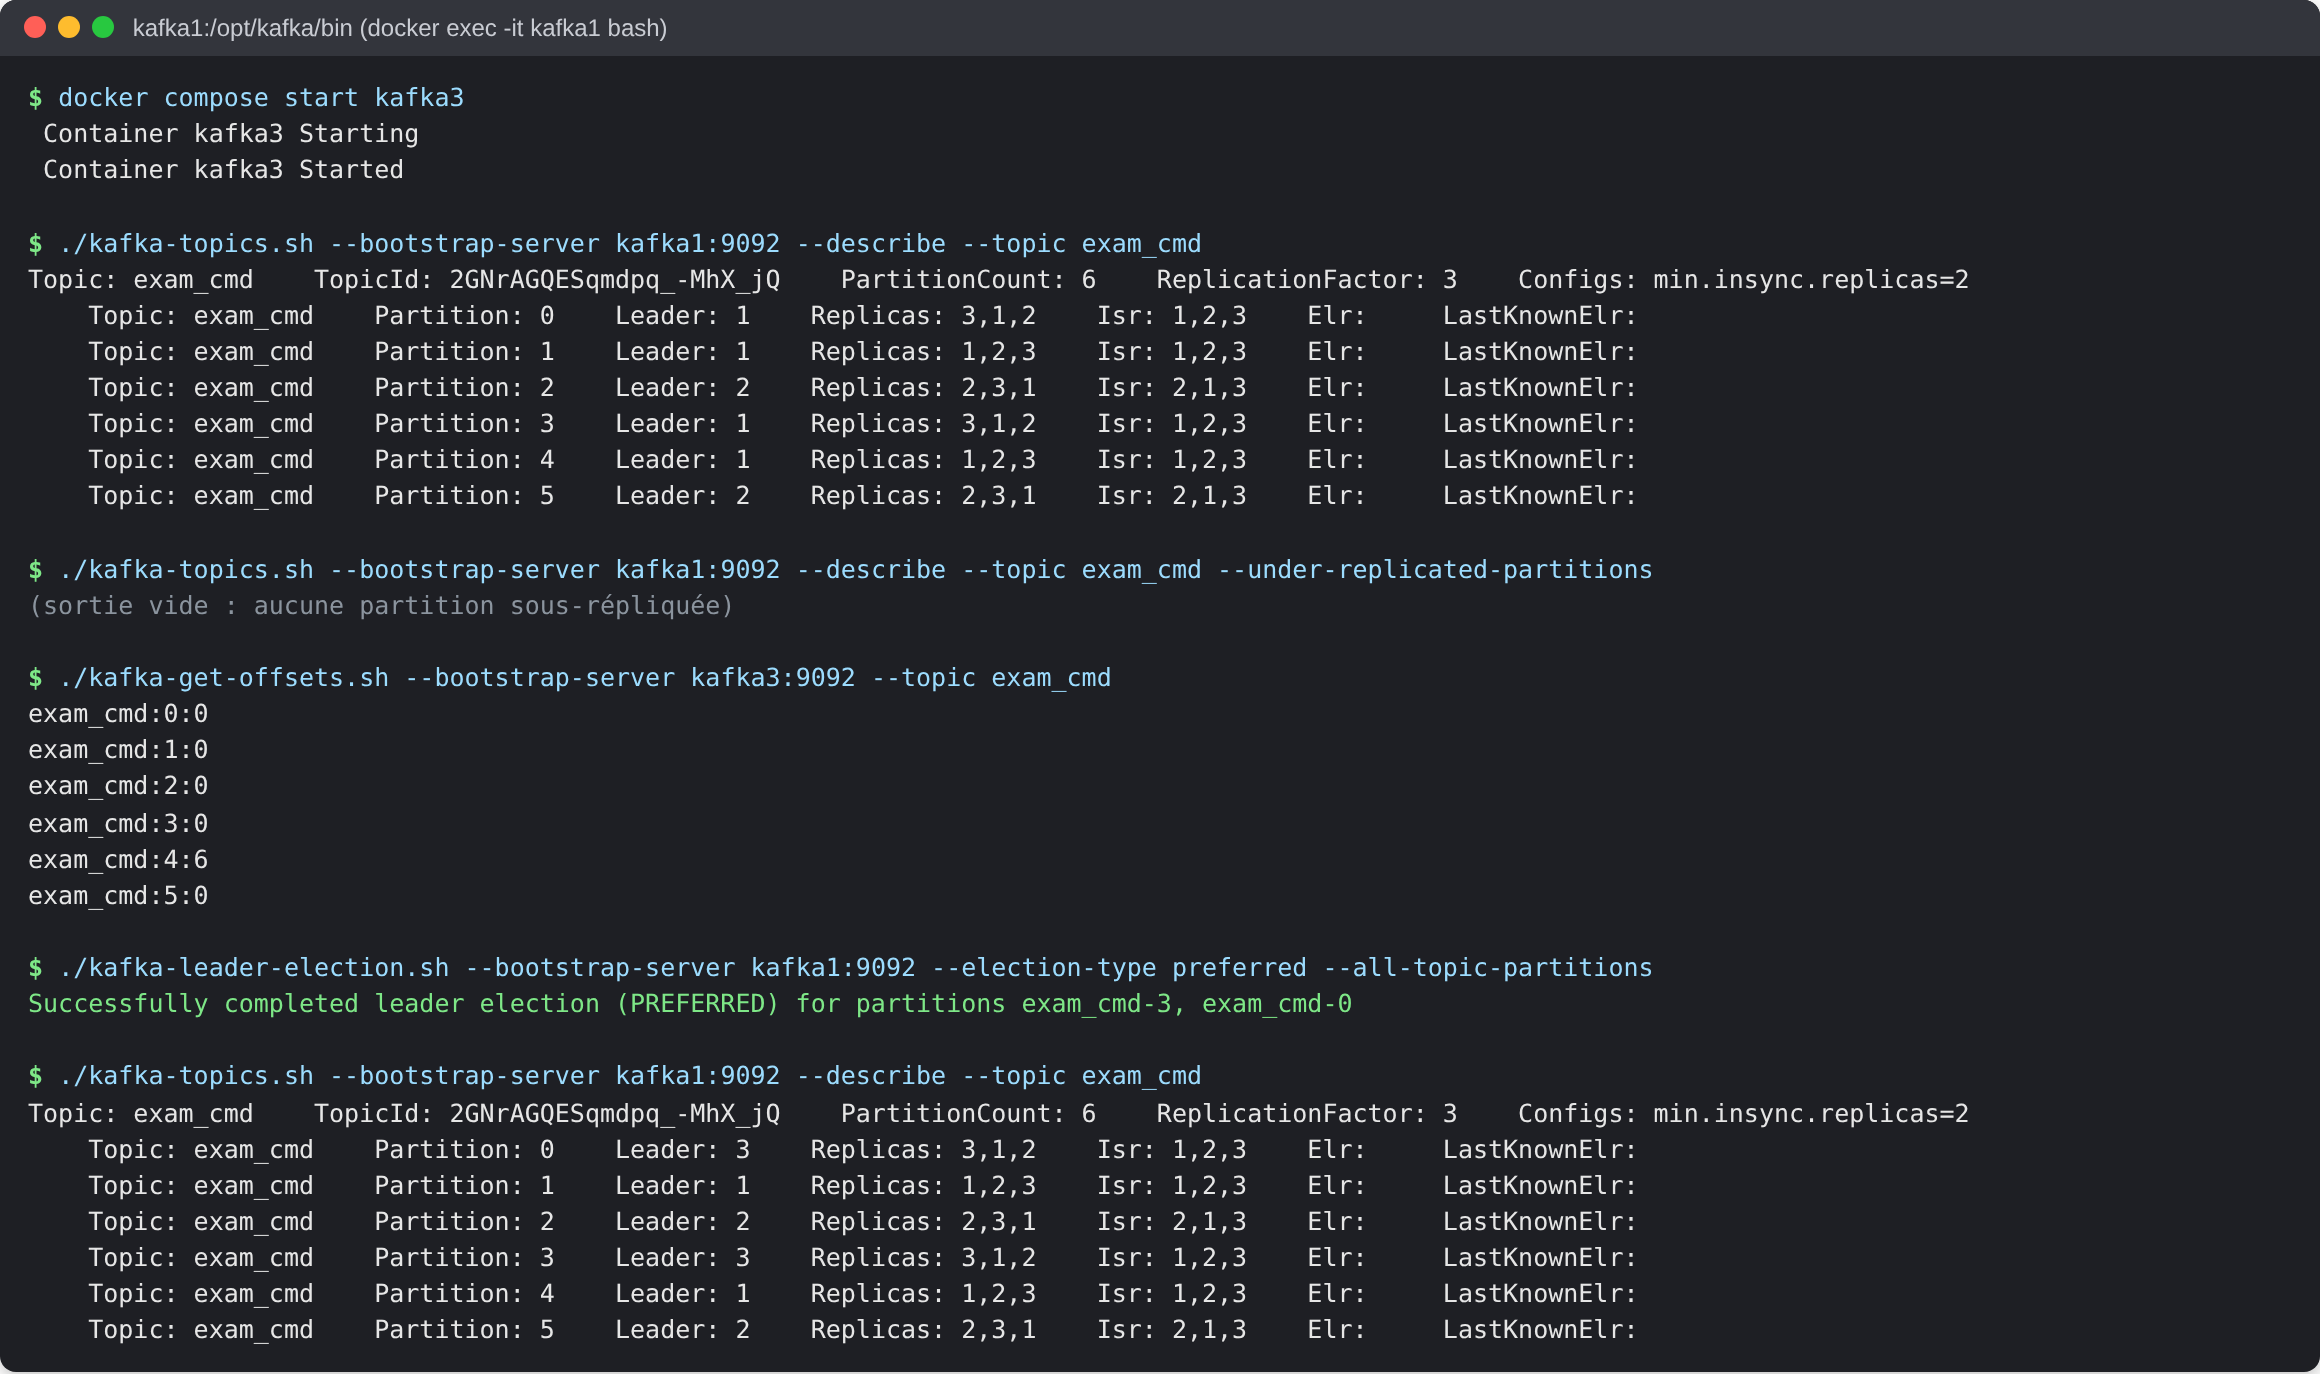 kafka1:/opt/kafka/bin (docker exec -it kafka1 bash)
$ docker compose start kafka3
 Container kafka3 Starting
 Container kafka3 Started
$ ./kafka-topics.sh --bootstrap-server kafka1:9092 --describe --topic exam_cmd
Topic: exam_cmd    TopicId: 2GNrAGQESqmdpq_-MhX_jQ    PartitionCount: 6    ReplicationFactor: 3    Configs: min.insync.replicas=2
    Topic: exam_cmd    Partition: 0    Leader: 1    Replicas: 3,1,2    Isr: 1,2,3    Elr:     LastKnownElr:
    Topic: exam_cmd    Partition: 1    Leader: 1    Replicas: 1,2,3    Isr: 1,2,3    Elr:     LastKnownElr:
    Topic: exam_cmd    Partition: 2    Leader: 2    Replicas: 2,3,1    Isr: 2,1,3    Elr:     LastKnownElr:
    Topic: exam_cmd    Partition: 3    Leader: 1    Replicas: 3,1,2    Isr: 1,2,3    Elr:     LastKnownElr:
    Topic: exam_cmd    Partition: 4    Leader: 1    Replicas: 1,2,3    Isr: 1,2,3    Elr:     LastKnownElr:
    Topic: exam_cmd    Partition: 5    Leader: 2    Replicas: 2,3,1    Isr: 2,1,3    Elr:     LastKnownElr:
$ ./kafka-topics.sh --bootstrap-server kafka1:9092 --describe --topic exam_cmd --under-replicated-partitions
(sortie vide : aucune partition sous-répliquée)
$ ./kafka-get-offsets.sh --bootstrap-server kafka3:9092 --topic exam_cmd
exam_cmd:0:0
exam_cmd:1:0
exam_cmd:2:0
exam_cmd:3:0
exam_cmd:4:6
exam_cmd:5:0
$ ./kafka-leader-election.sh --bootstrap-server kafka1:9092 --election-type preferred --all-topic-partitions
Successfully completed leader election (PREFERRED) for partitions exam_cmd-3, exam_cmd-0
$ ./kafka-topics.sh --bootstrap-server kafka1:9092 --describe --topic exam_cmd
Topic: exam_cmd    TopicId: 2GNrAGQESqmdpq_-MhX_jQ    PartitionCount: 6    ReplicationFactor: 3    Configs: min.insync.replicas=2
    Topic: exam_cmd    Partition: 0    Leader: 3    Replicas: 3,1,2    Isr: 1,2,3    Elr:     LastKnownElr:
    Topic: exam_cmd    Partition: 1    Leader: 1    Replicas: 1,2,3    Isr: 1,2,3    Elr:     LastKnownElr:
    Topic: exam_cmd    Partition: 2    Leader: 2    Replicas: 2,3,1    Isr: 2,1,3    Elr:     LastKnownElr:
    Topic: exam_cmd    Partition: 3    Leader: 3    Replicas: 3,1,2    Isr: 1,2,3    Elr:     LastKnownElr:
    Topic: exam_cmd    Partition: 4    Leader: 1    Replicas: 1,2,3    Isr: 1,2,3    Elr:     LastKnownElr:
    Topic: exam_cmd    Partition: 5    Leader: 2    Replicas: 2,3,1    Isr: 2,1,3    Elr:     LastKnownElr: